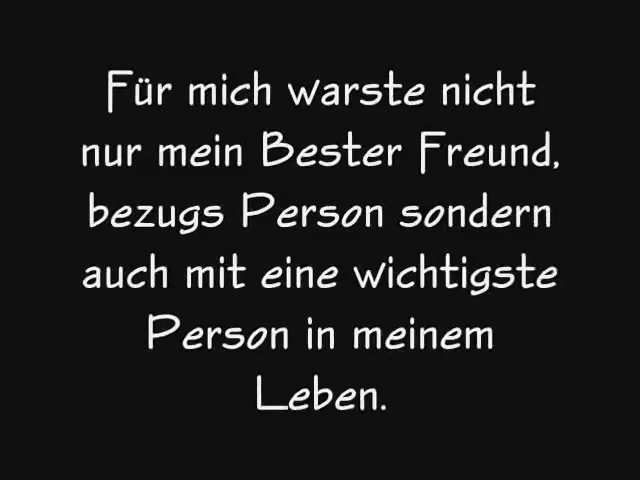 Für mich warste nicht
nur mein Bester Freund,
bezugs Person sondern
auch mit eine wichtigste
Person in meinem
Leben.